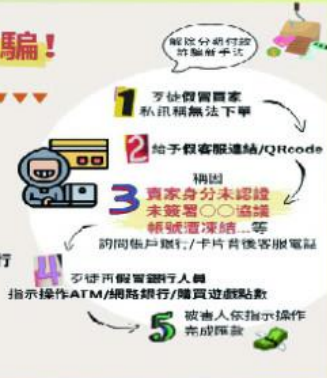 騙！
解除分期付款
詐騙新手法
1 歹徒假冒買家
私訊稱無法下單
2 給予假客服連結/QRcode
稱因
3 賣家身分未認證
未簽署○○協議
帳號遭凍結...等
詢問帳戶銀行/卡片背後客服電話
行
4 歹徒再假冒銀行人員
指示操作ATM/網路銀行/購買遊戲點數
5 被害人依指示操作
完成匯款